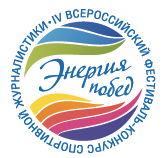 IV ВСЕРОССИЙСКИЙ ФЕСТИВАЛЬ-КОНКУРС СПОРТИВНОЙ ЖУРНАЛИСТИКИ •
Энергия
побед